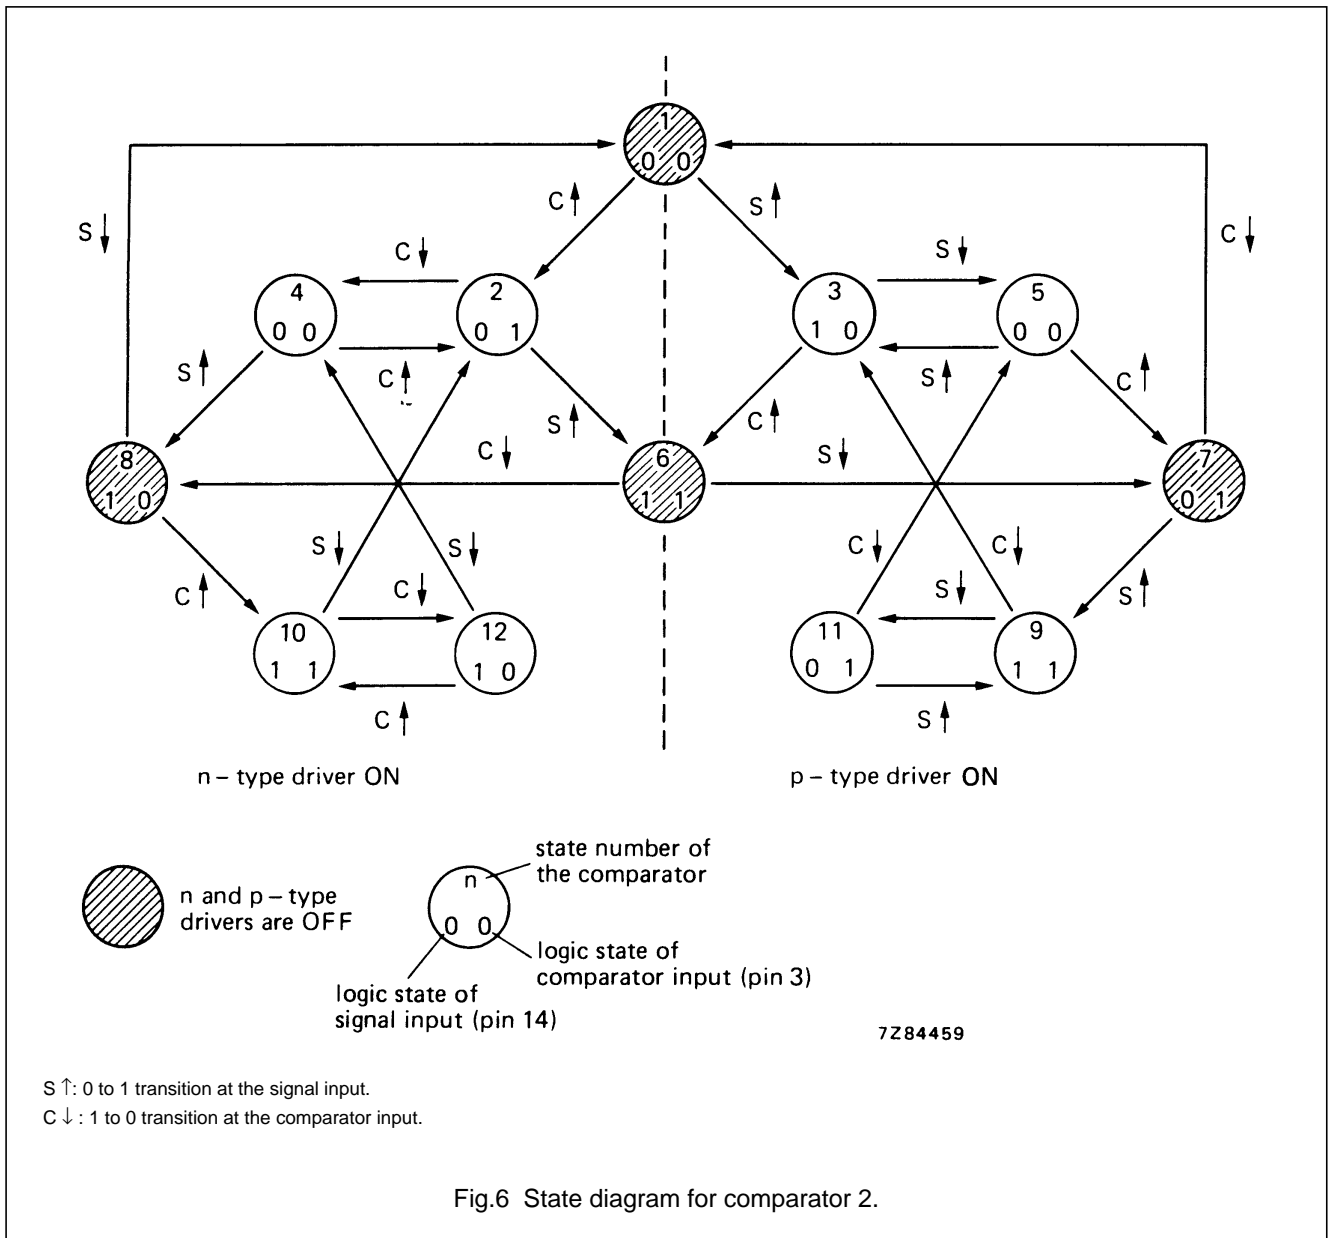 1
0 0
C↑
S↑
S↓
C↓
C↓
S↓
4
0 0
2
0 1
3
1 0
5
0 0
S↑
C↑
S↑
C↑
S↑
C↑
8
1 0
C↓
6
1 1
S↓
7
0 1
C↑
S↓
S↓
C↓
C↓
S↑
C↓
S↓
10
1 1
12
1 0
11
0 1
9
1 1
C↑
S↑
n – type driver ON
p – type driver ON
n and p – type
drivers are OFF
n
0 0
state number of
the comparator
logic state of
comparator input (pin 3)
logic state of
signal input (pin 14)
7Z84459
S ↑: 0 to 1 transition at the signal input.
C ↓ : 1 to 0 transition at the comparator input.
Fig.6 State diagram for comparator 2.